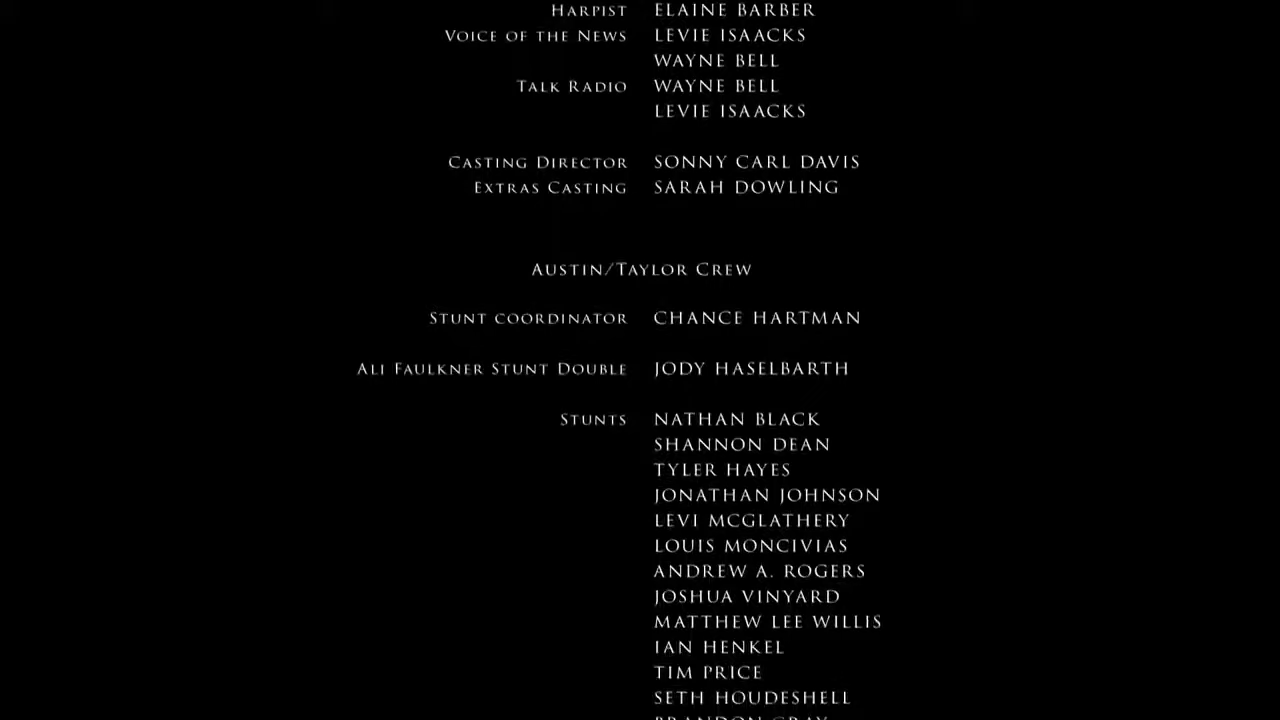 Harpist ELAINE BARBER
Voice of the News LEVIE ISAACKS
WAYNE BELL
Talk Radio WAYNE BELL
LEVIE ISAACKS
Casting Director SONNY CARL DAVIS
Extras Casting SARAH DOWLING
Austin/Taylor Crew
Stunt coordinator CHANCE HARTMAN
Ali Faulkner Stunt Double JODY HASELBARTH
Stunts NATHAN BLACK
SHANNON DEAN
TYLER HAYES
JONATHAN JOHNSON
LEVI MCGLATHERY
LOUIS MONCIVIAS
ANDREW A. ROGERS
JOSHUA VINYARD
MATTHEW LEE WILLIS
IAN HENKEL
TIM PRICE
SETH HOUDESHELL
BRANDON GRAY